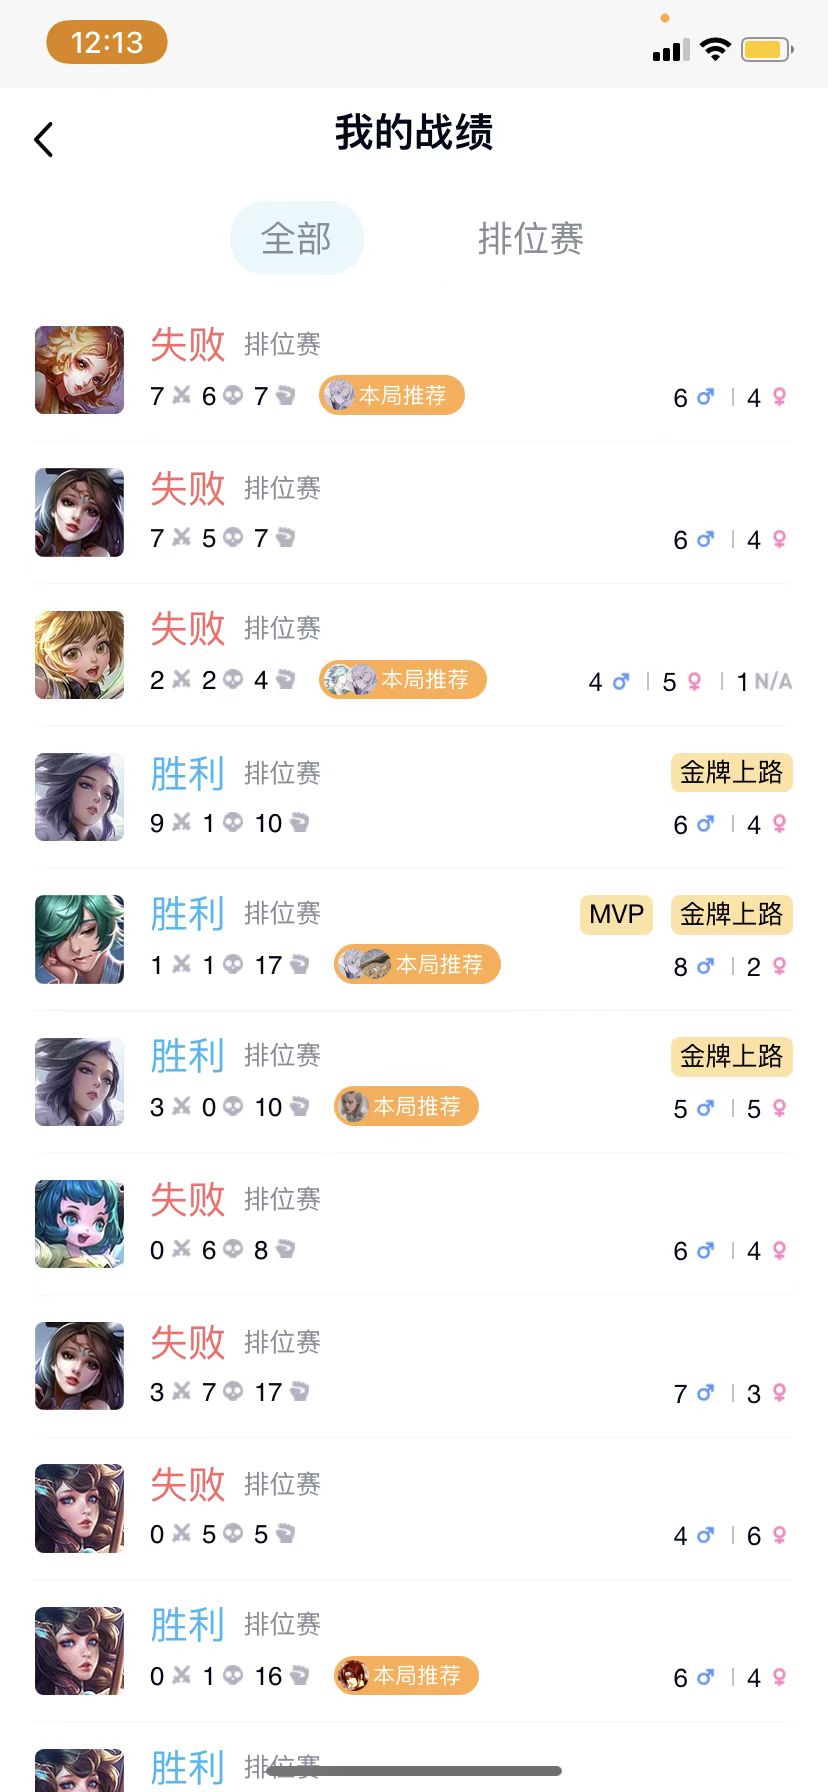 12:13
我的战绩
全部 排位赛
失败 排位赛
7 6 7 本局推荐 6 4
失败 排位赛
7 5 7 6 4
失败 排位赛
2 2 4 本局推荐 4 5 1 N/A
胜利 排位赛 金牌上路
9 1 10 6 4
胜利 排位赛 MVP 金牌上路
1 1 17 本局推荐 8 2
胜利 排位赛 金牌上路
3 0 10 本局推荐 5 5
失败 排位赛
0 6 8 6 4
失败 排位赛
3 7 17 7 3
失败 排位赛
0 5 5 4 6
胜利 排位赛
0 1 16 本局推荐 6 4
胜利 排位赛